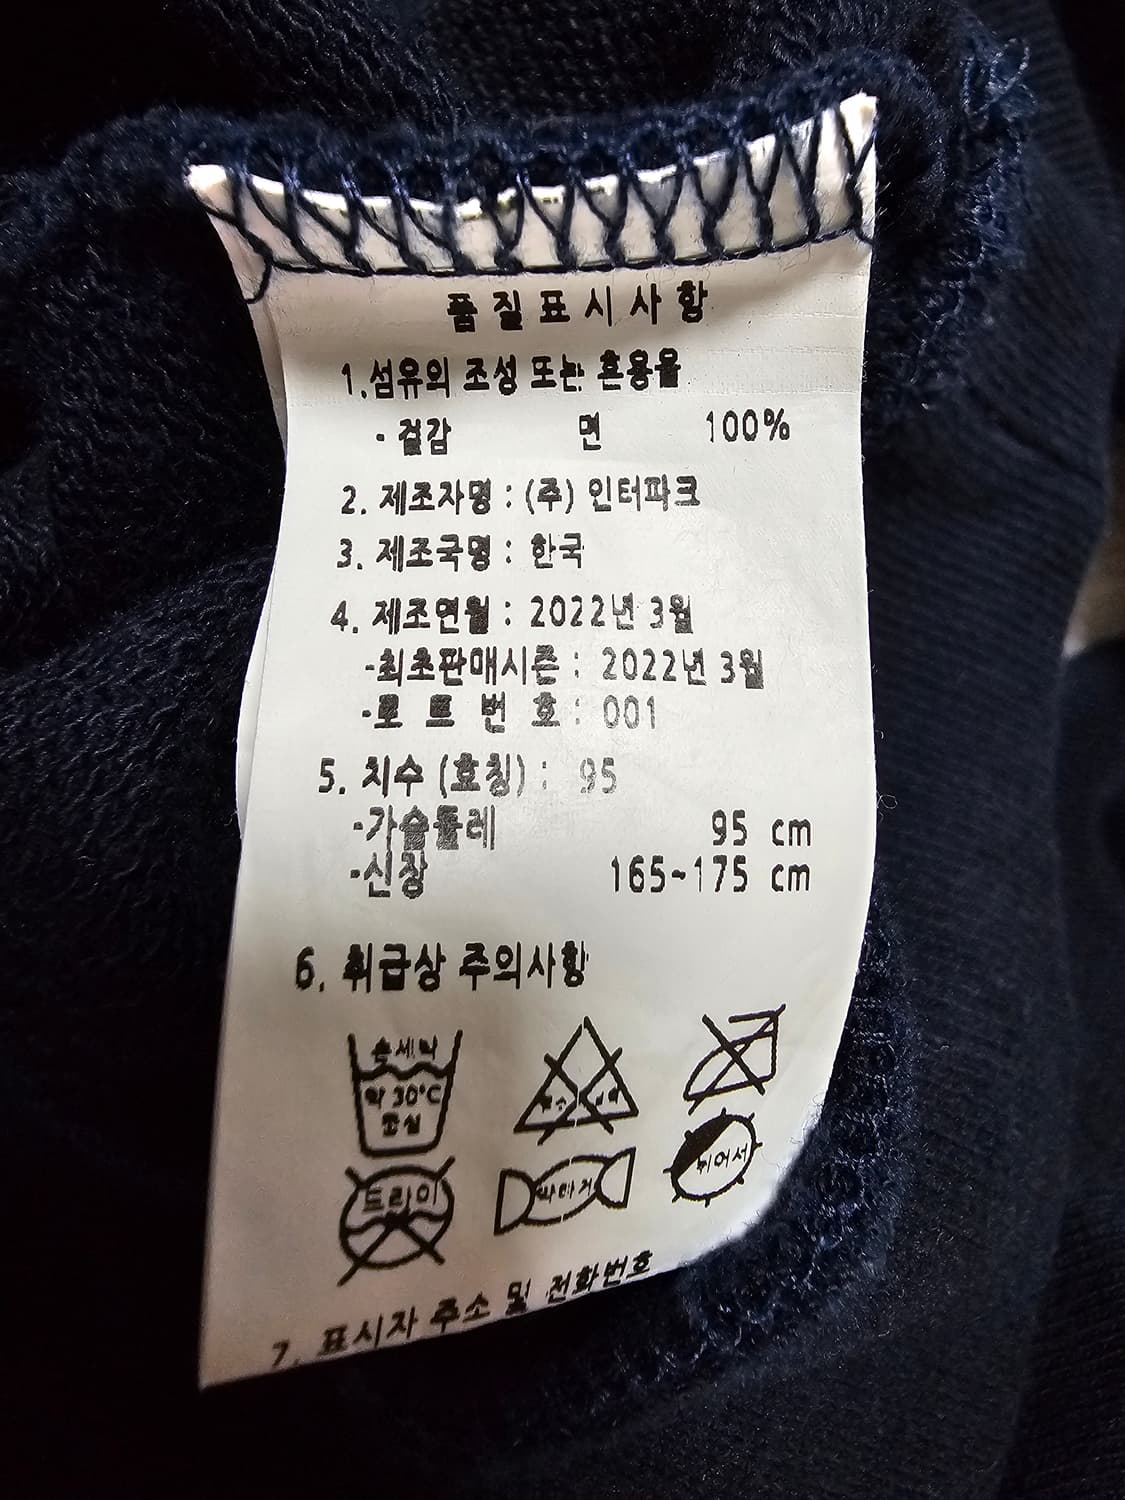 품질표시사항
1.섬유의 조성 또는 혼용율
- 겉감 면 100%
2. 제조자명 : (주) 인터파크
3. 제조국명 : 한국
4. 제조연월 : 2022년 3월
-최초판매시즌 : 2022년 3월
-로 트 번 호 : 001
5. 치수 (호칭) : 95
-가슴둘레 95 cm
-신장 165~175 cm
6. 취급상 주의사항
손세탁
약 30°C
중성
드라이
뉘어서
7. 표시자 주소 및 전화번호